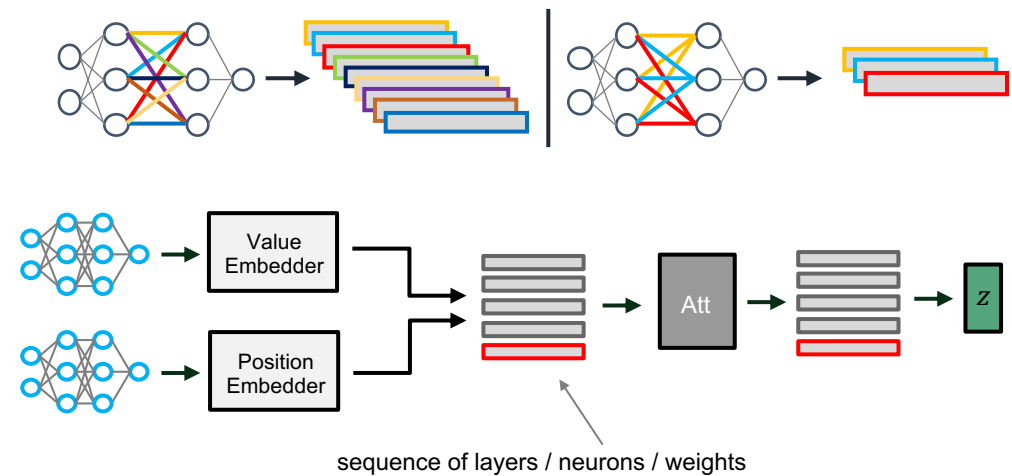 Value
Embedder
Position
Embedder
Att
z
sequence of layers / neurons / weights